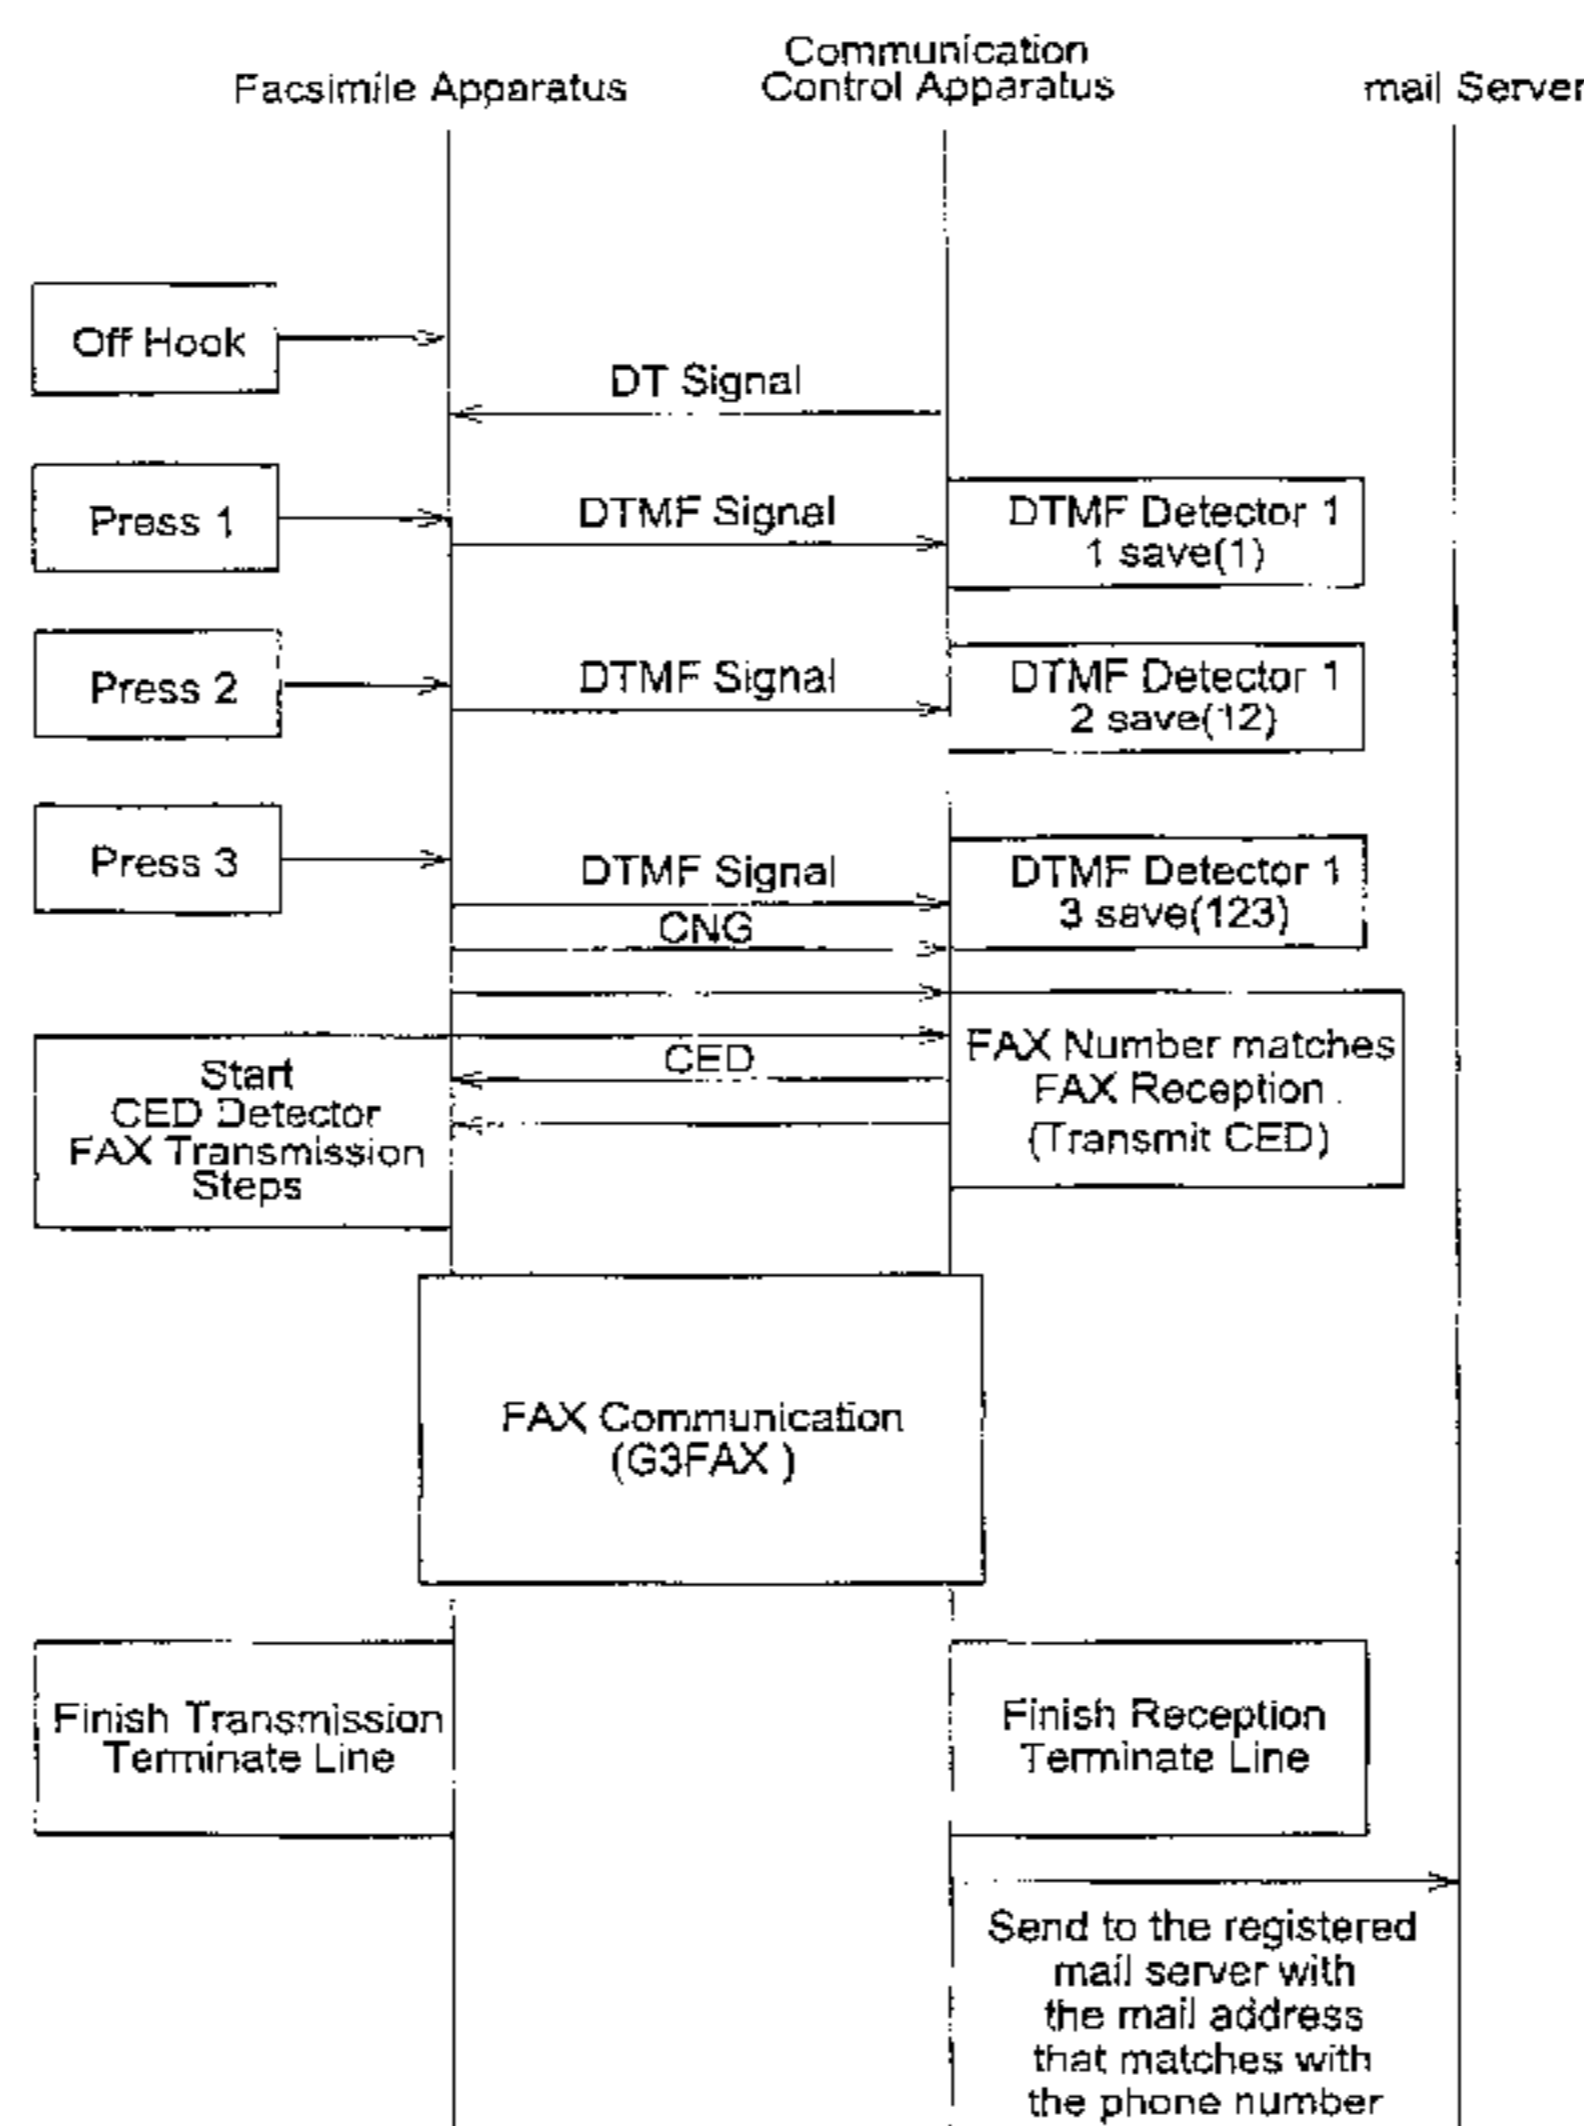 Facsimile Apparatus
Communication
Control Apparatus
mail Server
Off Hook
DT Signal
Press 1
DTMF Signal
DTMF Detector 1
1 save(1)
Press 2
DTMF Signal
DTMF Detector 1
2 save(12)
Press 3
DTMF Signal
DTMF Detector 1
3 save(123)
CNG
CED
FAX Number matches
FAX Reception
(Transmit CED)
Start
CED Detector
FAX Transmission
Steps
FAX Communication
(G3FAX )
Finish Transmission
Terminate Line
Finish Reception
Terminate Line
Send to the registered
mail server with
the mail address
that matches with
the phone number